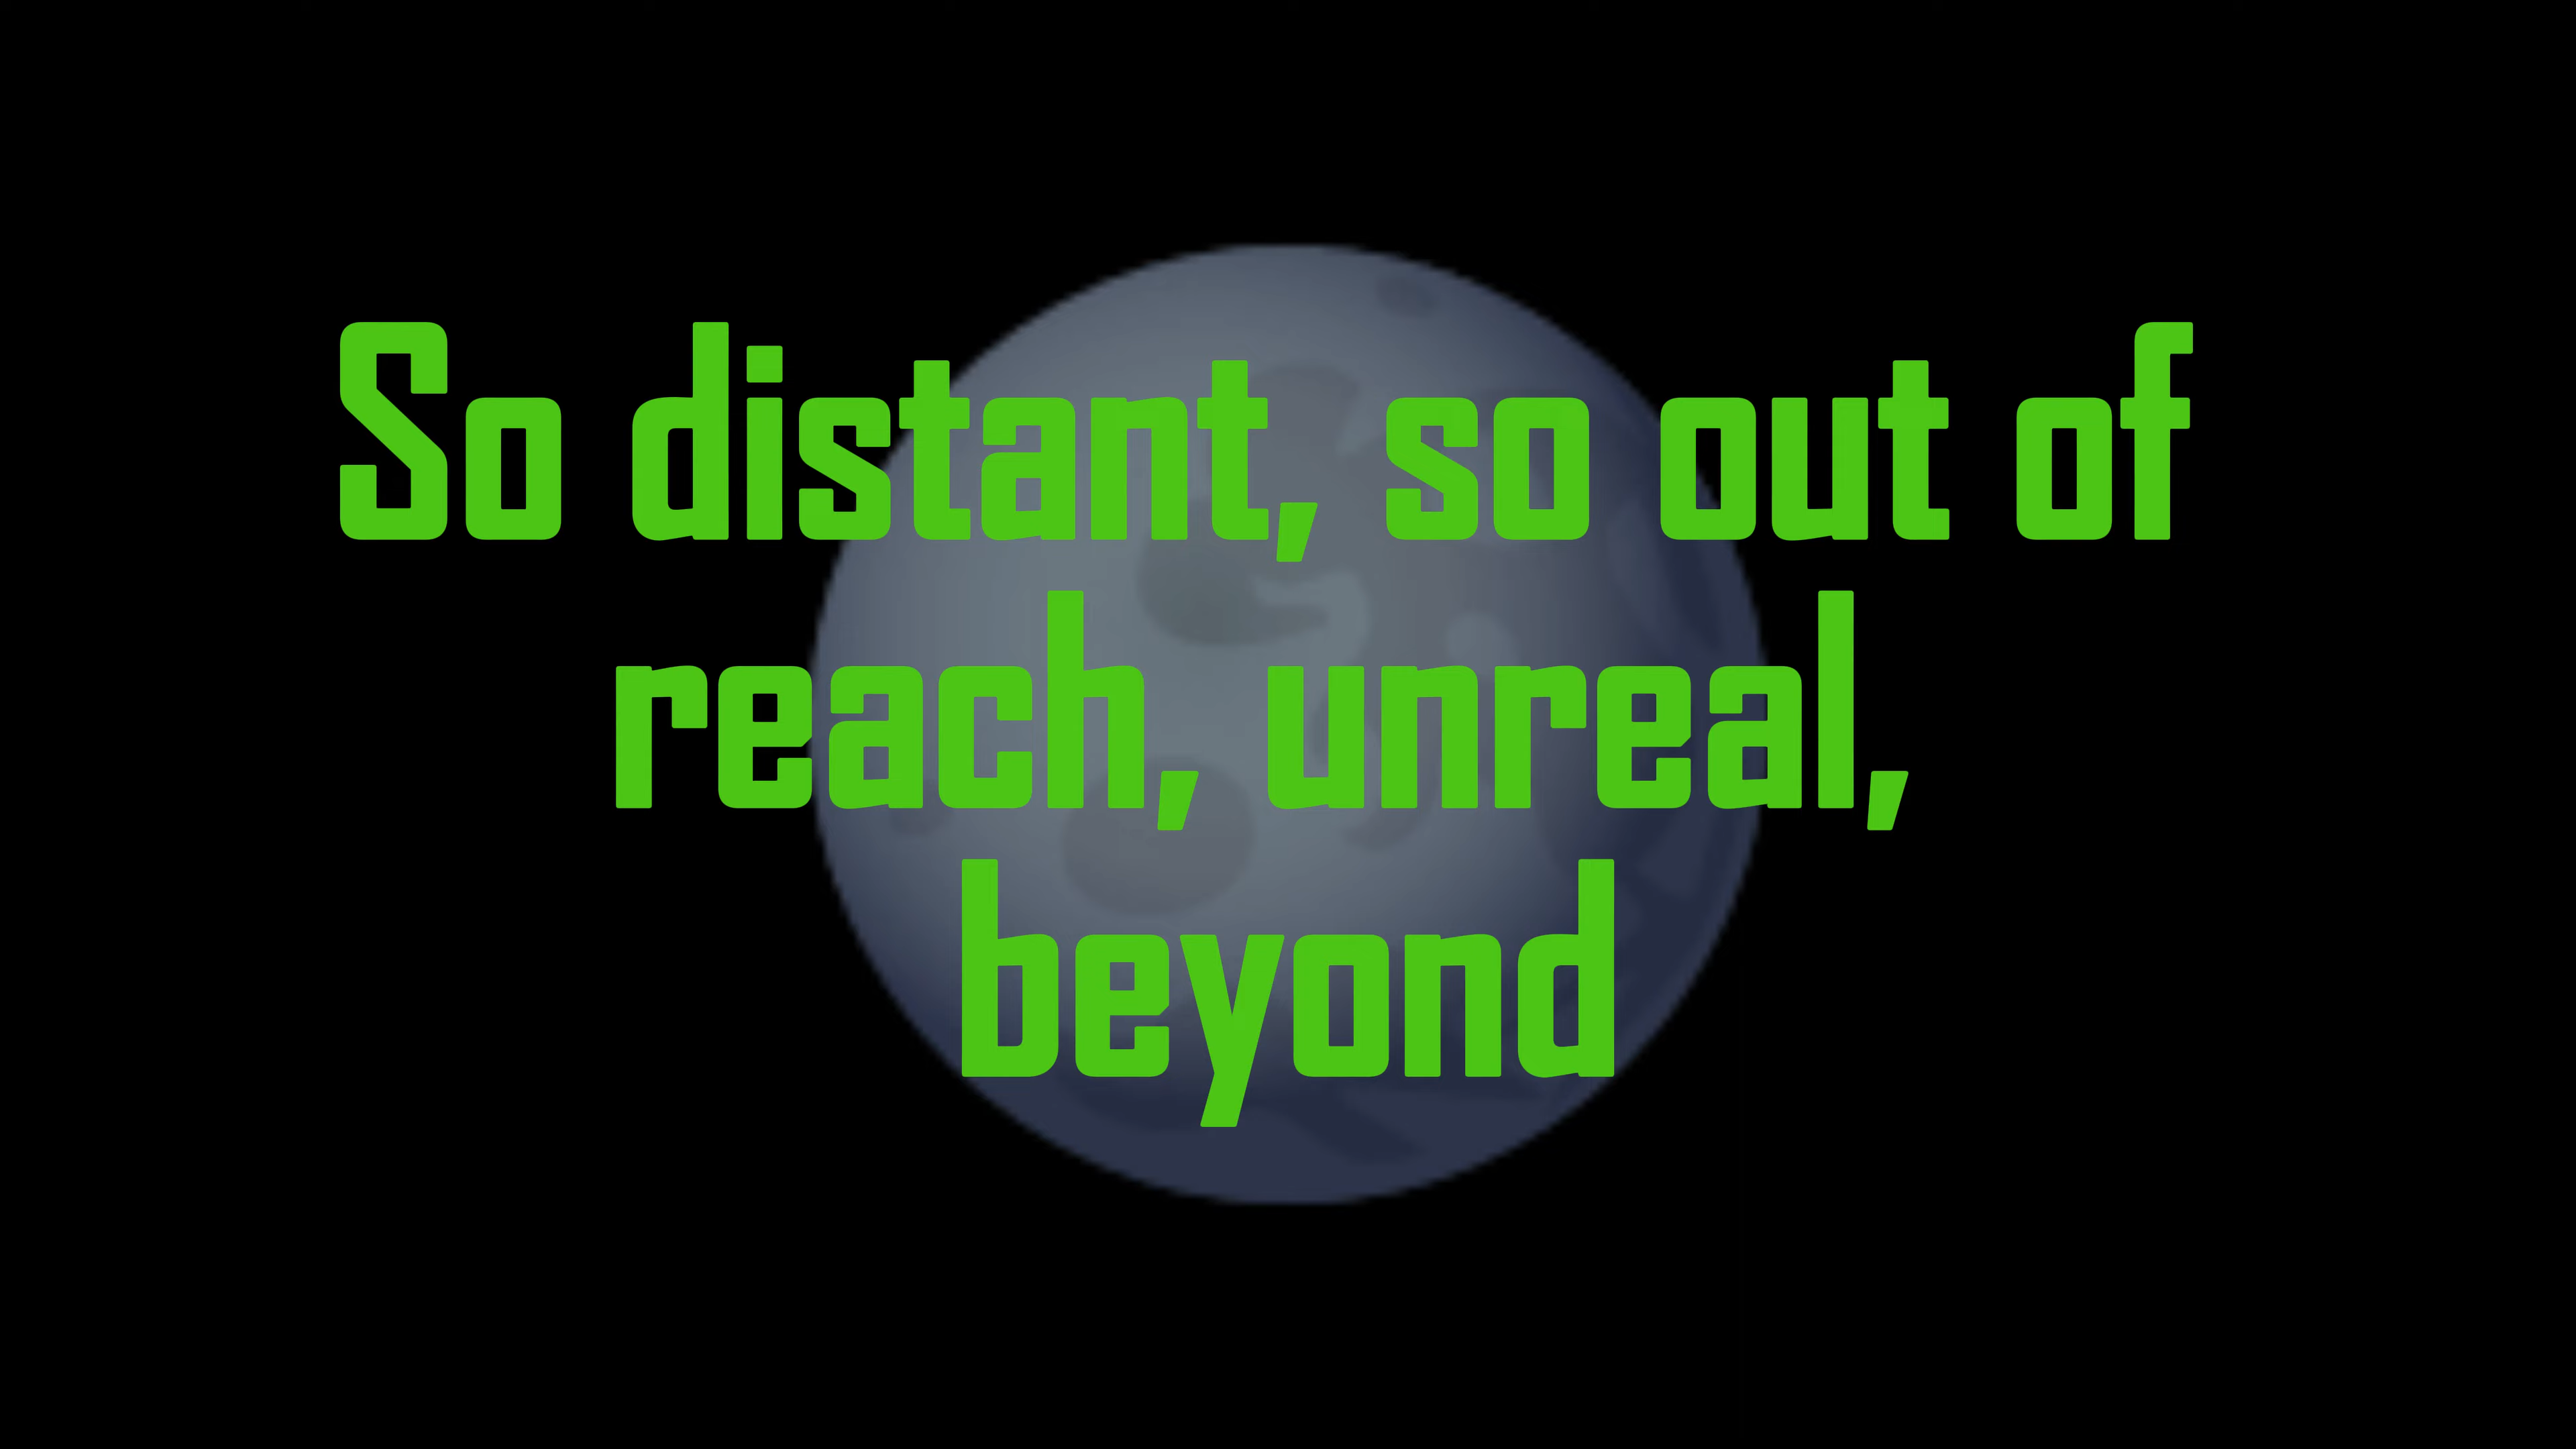 So distant, so out of
reach, unreal,
beyond